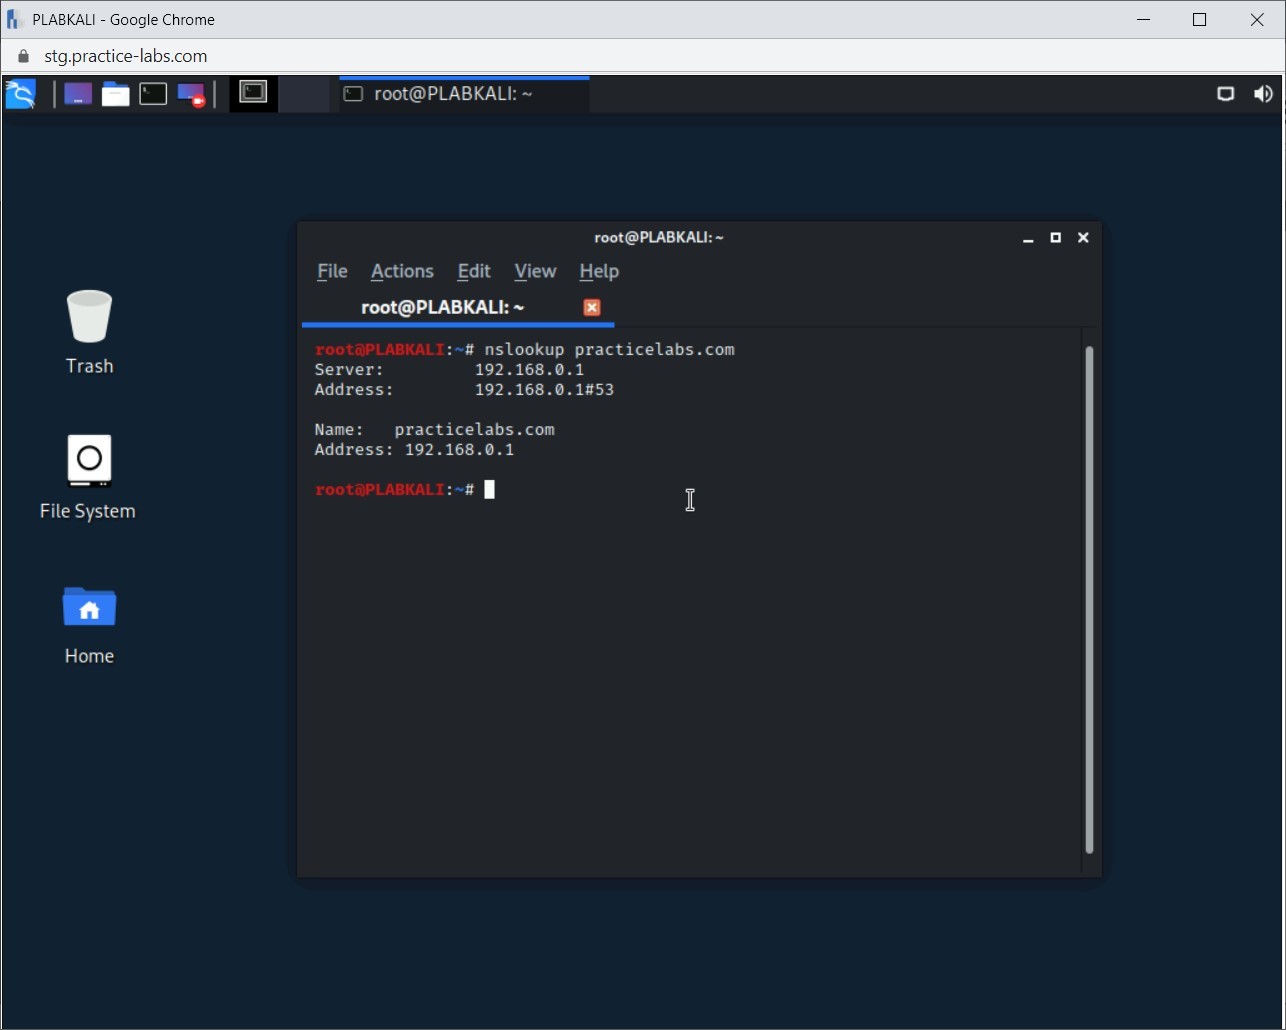 PLABKALI - Google Chrome
stg.practice-labs.com
root@PLABKALI: ~
root@PLABKALI: ~
File Actions Edit View Help
root@PLABKALI: ~
root@PLABKALI:~# nslookup practicelabs.com
Server: 192.168.0.1
Address: 192.168.0.1#53
Name: practicelabs.com
Address: 192.168.0.1
root@PLABKALI:~#
Trash
File System
Home